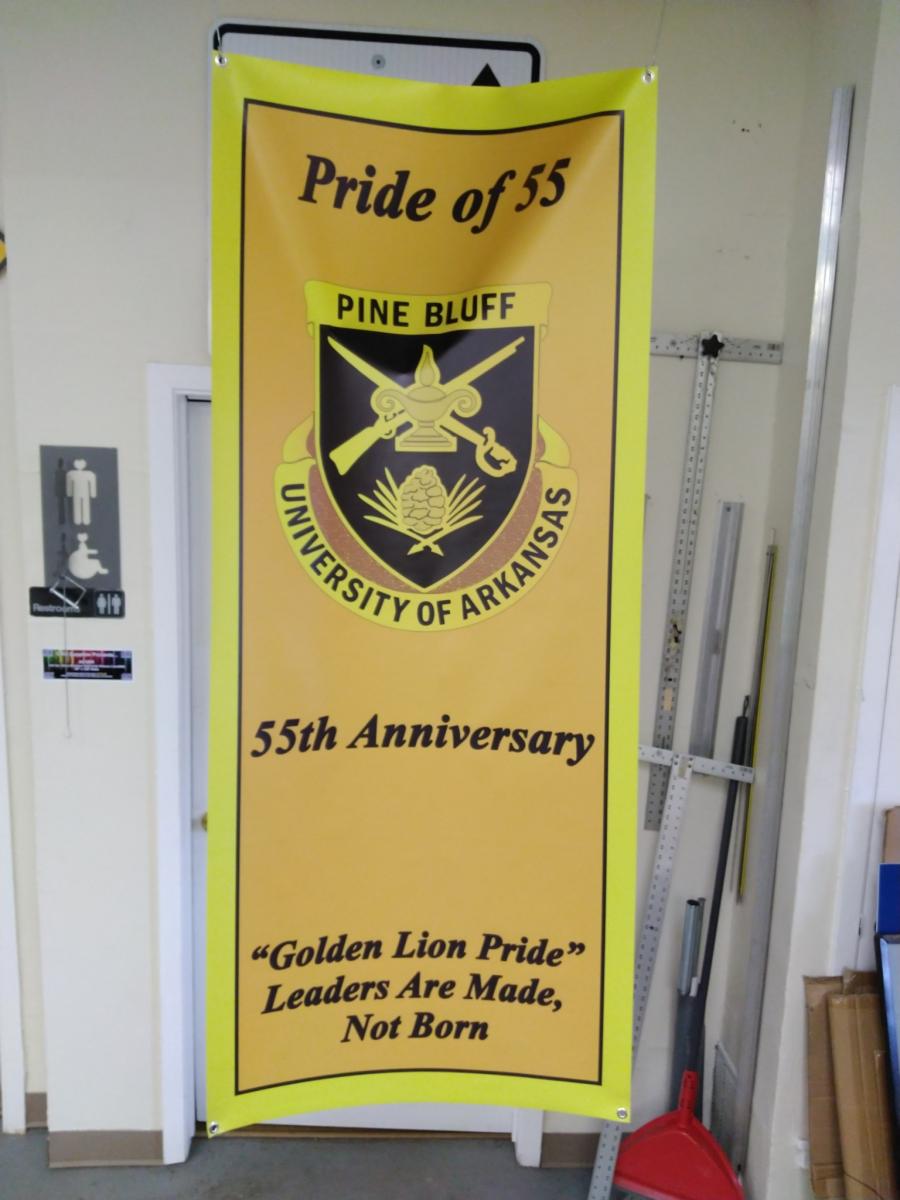 Pride of 55
PINE BLUFF
UNIVERSITY OF ARKANSAS
55th Anniversary
“Golden Lion Pride”
Leaders Are Made,
Not Born
Restrooms